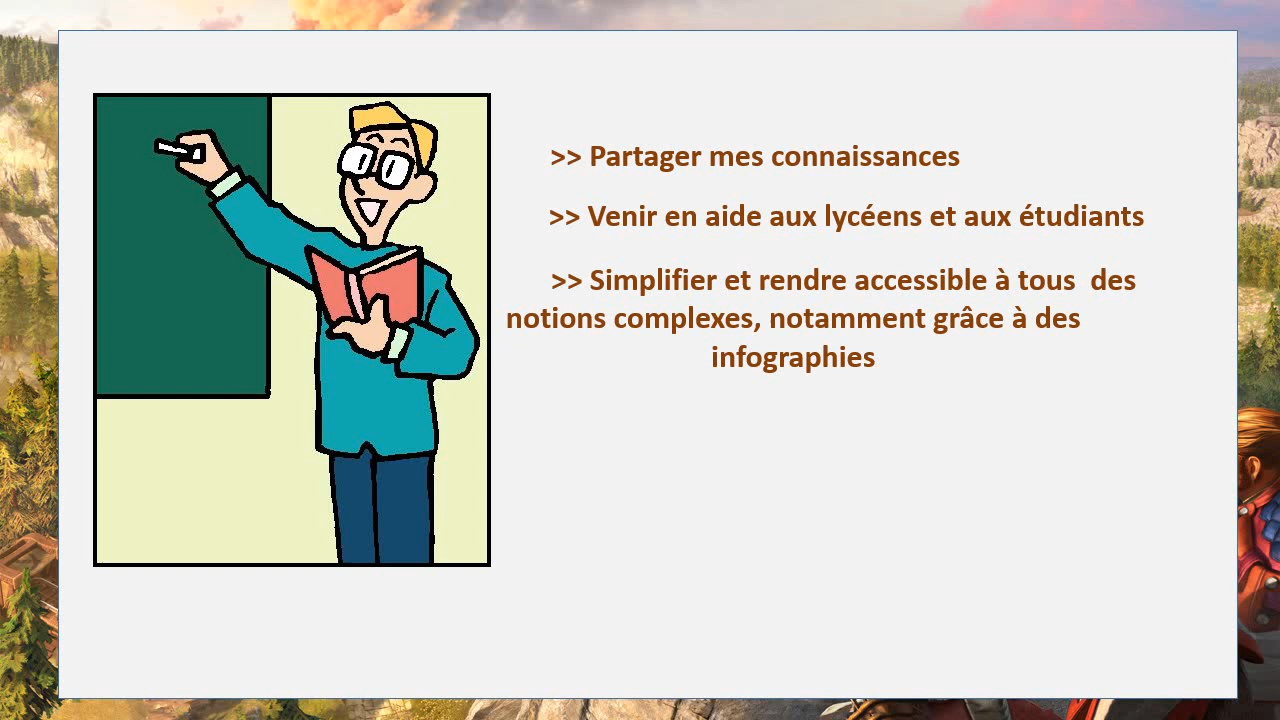 >> Partager mes connaissances
>> Venir en aide aux lycéens et aux étudiants
>> Simplifier et rendre accessible à tous  des
notions complexes, notamment grâce à des
infographies